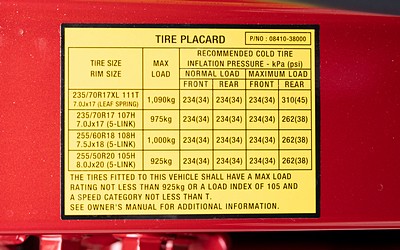 TIRE PLACARD P/NO : 08410-38000
TIRE SIZE
RIM SIZE
MAX
LOAD
RECOMMENDED COLD TIRE
INFLATION PRESSURE - kPa (psi)
NORMAL LOAD MAXIMUM LOAD
FRONT REAR FRONT REAR
235/70R17XL 111T
7.0Jx17 (LEAF SPRING)
1,090kg 234(34) 234(34) 234(34) 310(45)
235/70R17 107H
7.0Jx17 (5-LINK)
975kg 234(34) 234(34) 234(34) 262(38)
255/60R18 108H
7.5Jx18 (5-LINK)
1,000kg 234(34) 234(34) 234(34) 262(38)
255/50R20 105H
8.0Jx20 (5-LINK)
925kg 234(34) 234(34) 234(34) 262(38)
THE TIRES FITTED TO THIS VEHICLE SHALL HAVE A MAX LOAD
RATING NOT LESS THAN 925kg OR A LOAD INDEX OF 105 AND
A SPEED CATEGORY NOT LESS THAN T.
SEE OWNER'S MANUAL FOR ADDITIONAL INFORMATION.